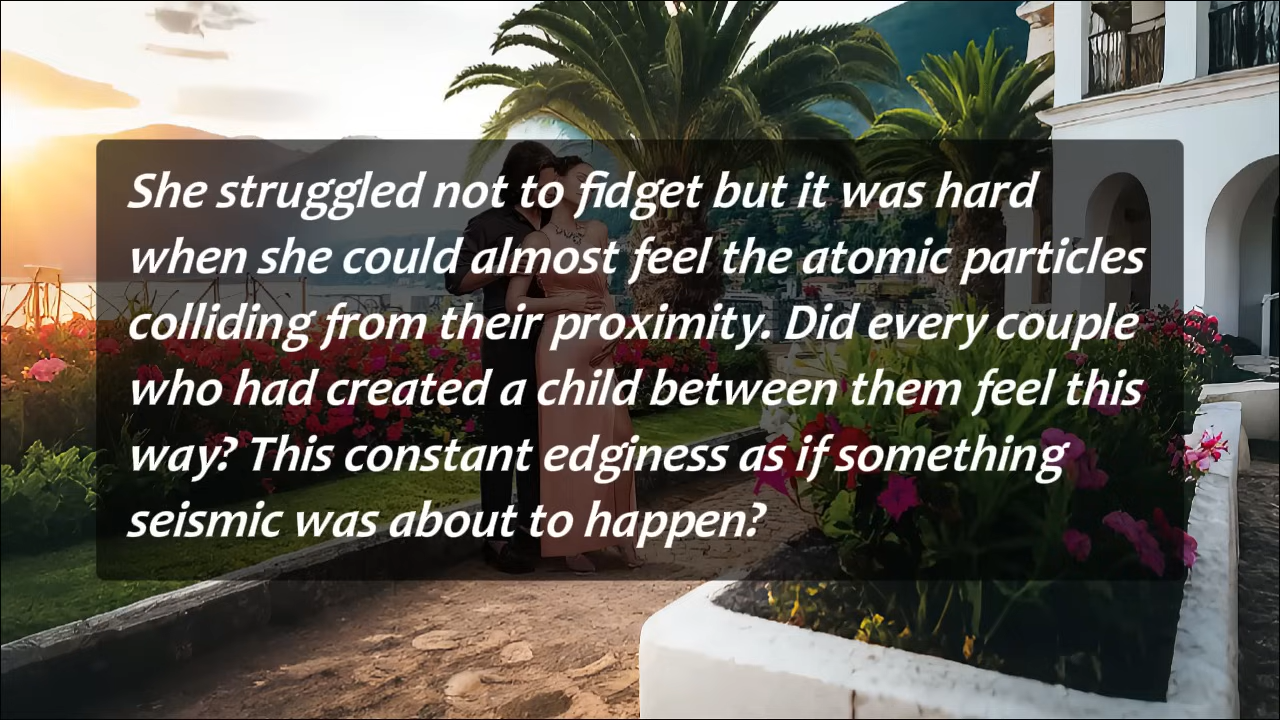 She struggled not to fidget but it was hard
when she could almost feel the atomic particles
colliding from their proximity. Did every couple
who had created a child between them feel this
way? This constant edginess as if something
seismic was about to happen?